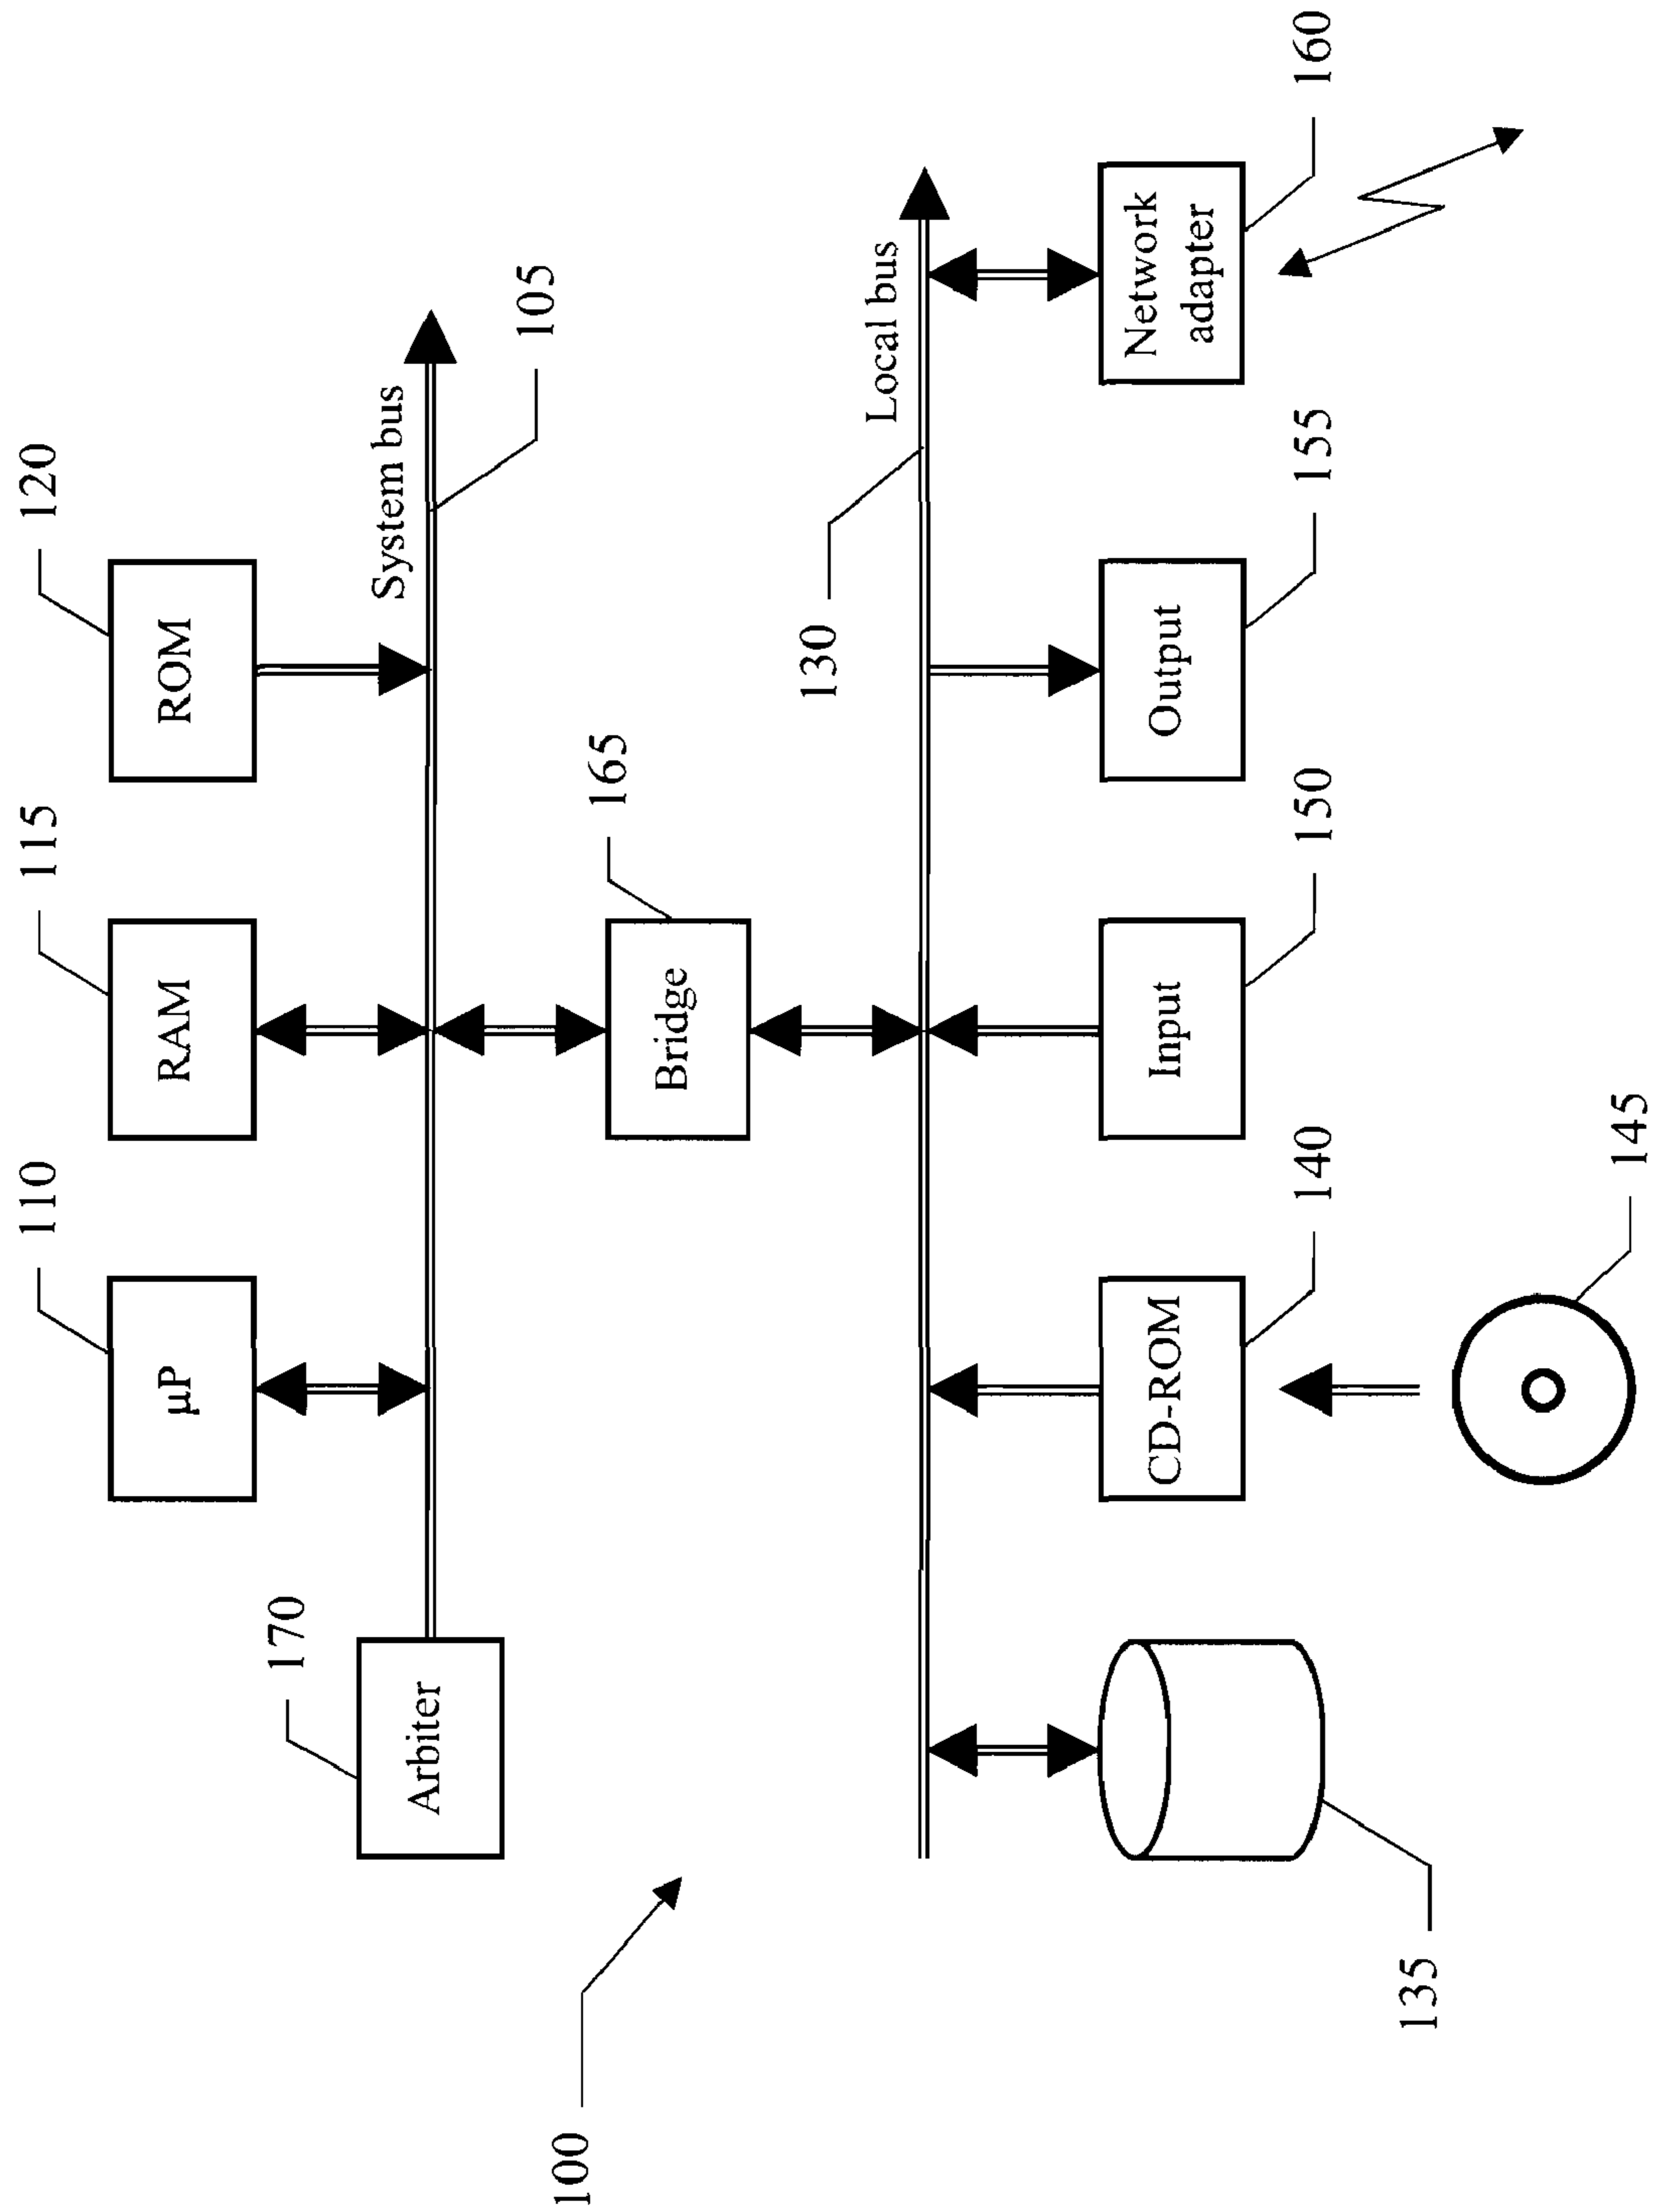 110
115
120
μP
RAM
ROM
170
Arbiter
System bus
105
165
Bridge
130
Local bus
CD-ROM
Input
Output
Network
adapter
140
150
155
160
135
145
100